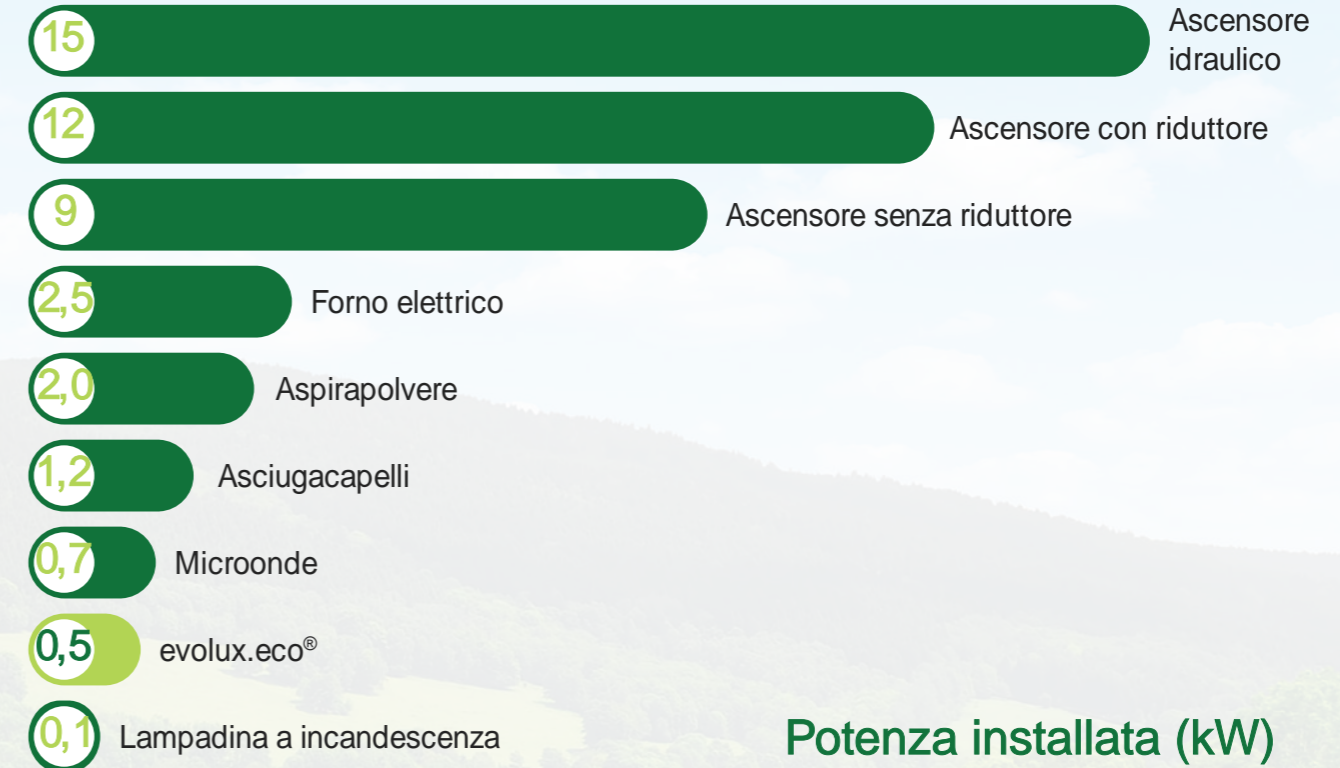 15
Ascensore
idraulico
12
Ascensore con riduttore
9
Ascensore senza riduttore
2,5
Forno elettrico
2,0
Aspirapolvere
1,2
Asciugacapelli
0,7
Microonde
0,5
evolux.eco®
0,1
Lampadina a incandescenza
Potenza installata (kW)